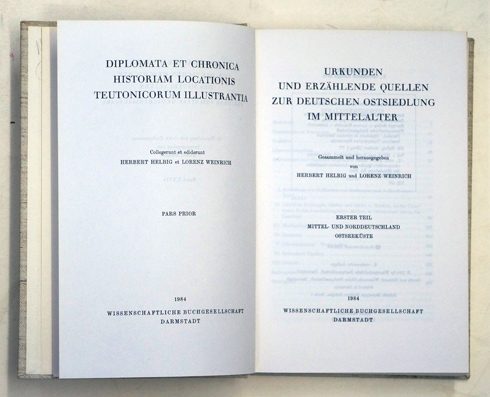 DIPLOMATA ET CHRONICA
HISTORIAM LOCATIONIS
TEUTONICORUM ILLUSTRANTIA
Collegerunt et ediderunt
HERBERT HELBIG et LORENZ WEINRICH
PARS PRIOR
1984
WISSENSCHAFTLICHE BUCHGESELLSCHAFT
DARMSTADT
URKUNDEN
UND ERZÄHLENDE QUELLEN
ZUR DEUTSCHEN OSTSIEDLUNG
IM MITTELALTER
Gesammelt und herausgegeben
von
HERBERT HELBIG und LORENZ WEINRICH
ERSTER TEIL
MITTEL- UND NORDDEUTSCHLAND
OSTSEEKÜSTE
1984
WISSENSCHAFTLICHE BUCHGESELLSCHAFT
DARMSTADT